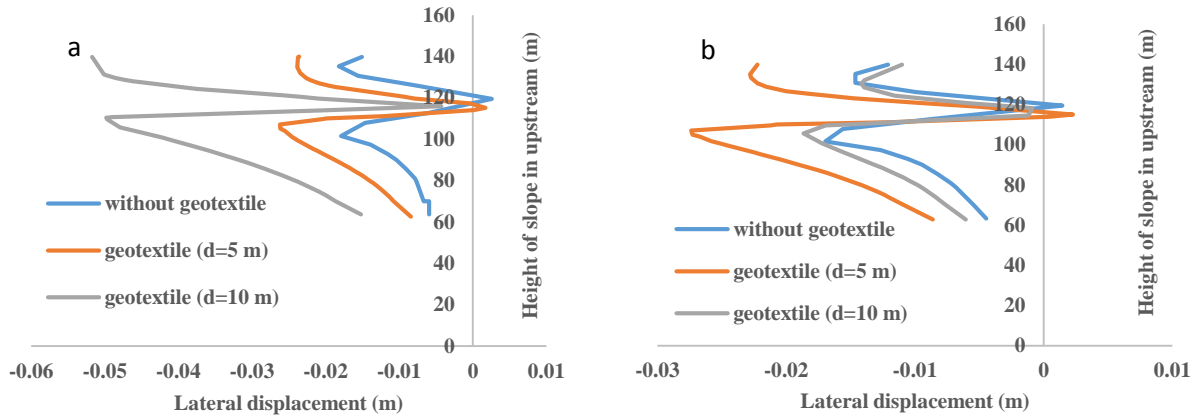 a
160
140
120
100
80
60
40
20
0
Height of slope in upstream (m)
without geotextile
geotextile (d=5 m)
geotextile (d=10 m)
-0.06 -0.05 -0.04 -0.03 -0.02 -0.01 0 0.01
Lateral displacement (m)
b
160
140
120
100
80
60
40
20
0
Height of slope in upstream (m)
without geotextile
geotextile (d=5 m)
geotextile (d=10 m)
-0.03 -0.02 -0.01 0 0.01
Lateral displacement (m)